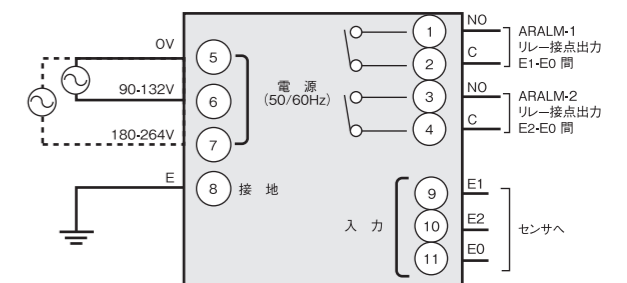 0V
90-132V
180-264V
E
5
6
7
8
電 源
(50/60Hz)
接 地
1
2
3
4
NO
C
NO
C
ARALM-1
リレー接点出力
E1-E0 間
ARALM-2
リレー接点出力
E2-E0 間
入 力
9
10
11
E1
E2
E0
センサへ